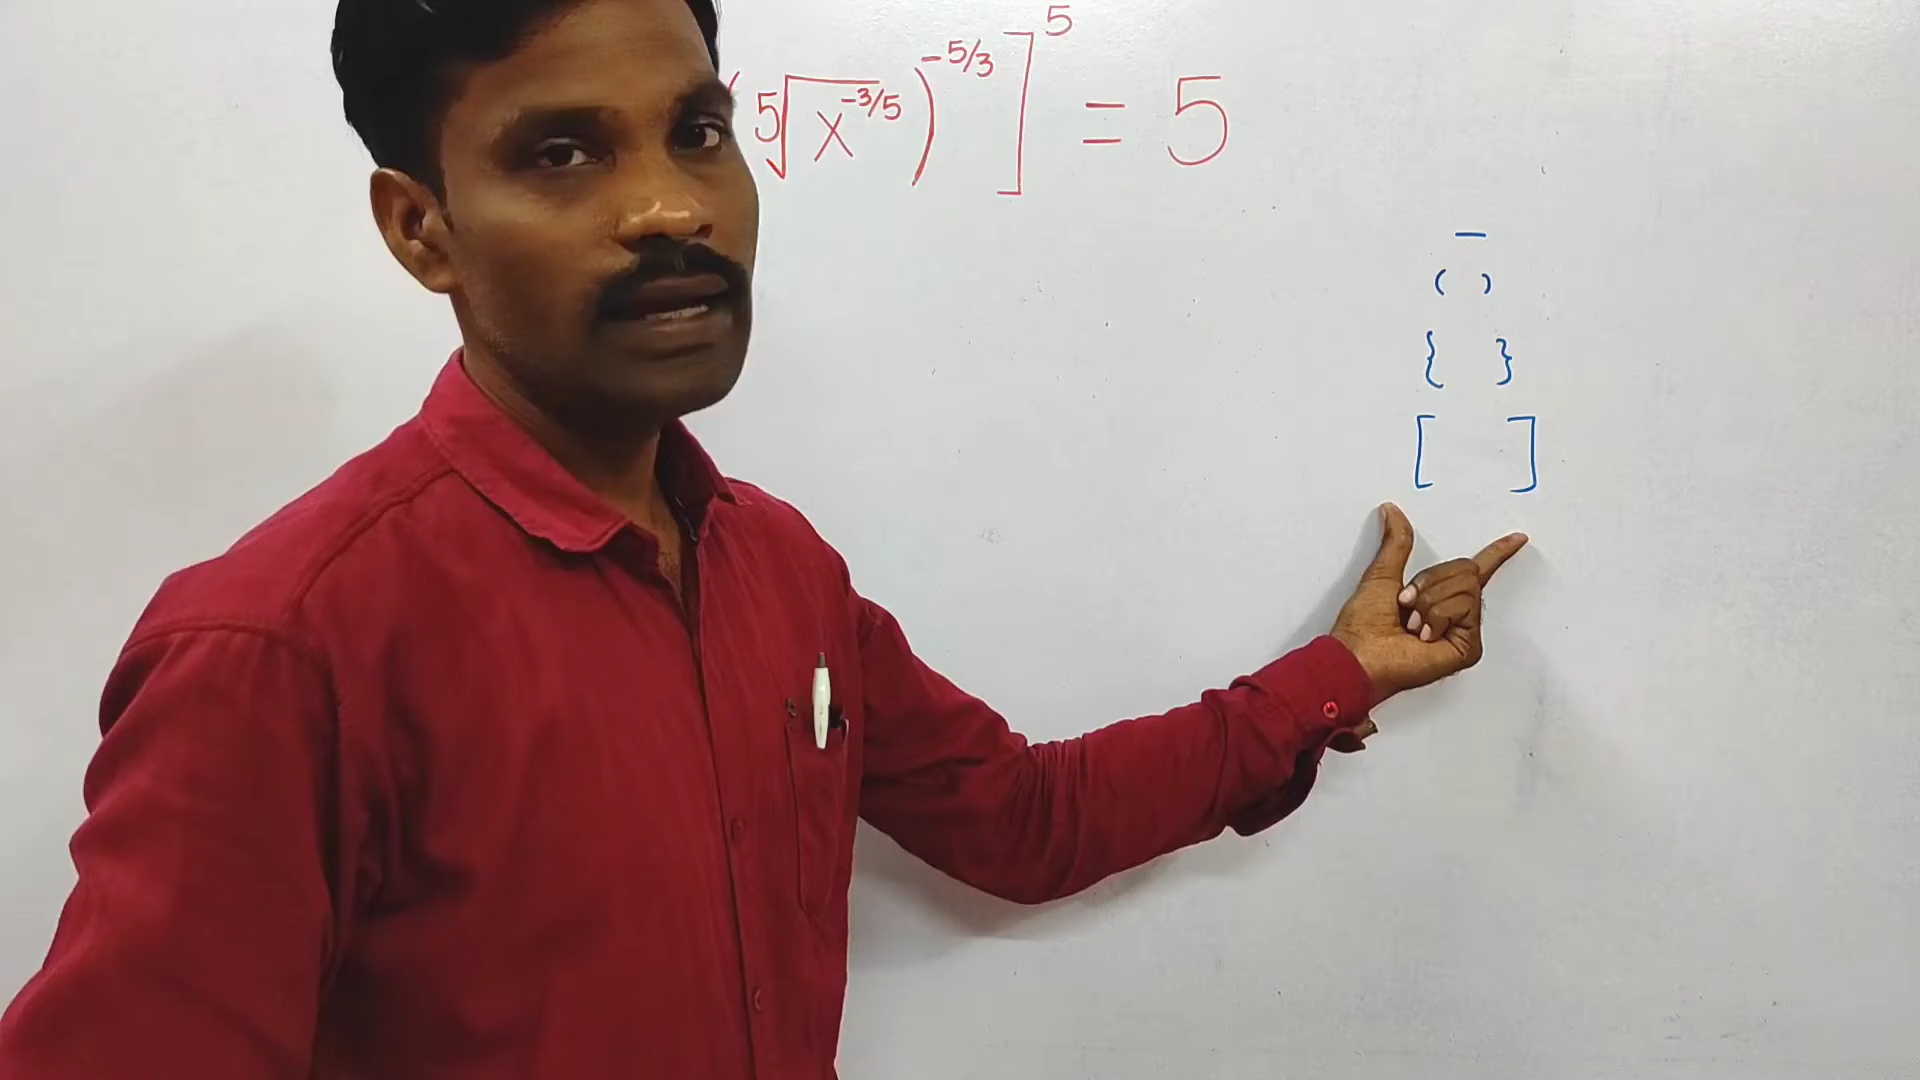 (⁵√x^-3/5)^-5/3]^5 = 5
—
( )
{ }
[ ]